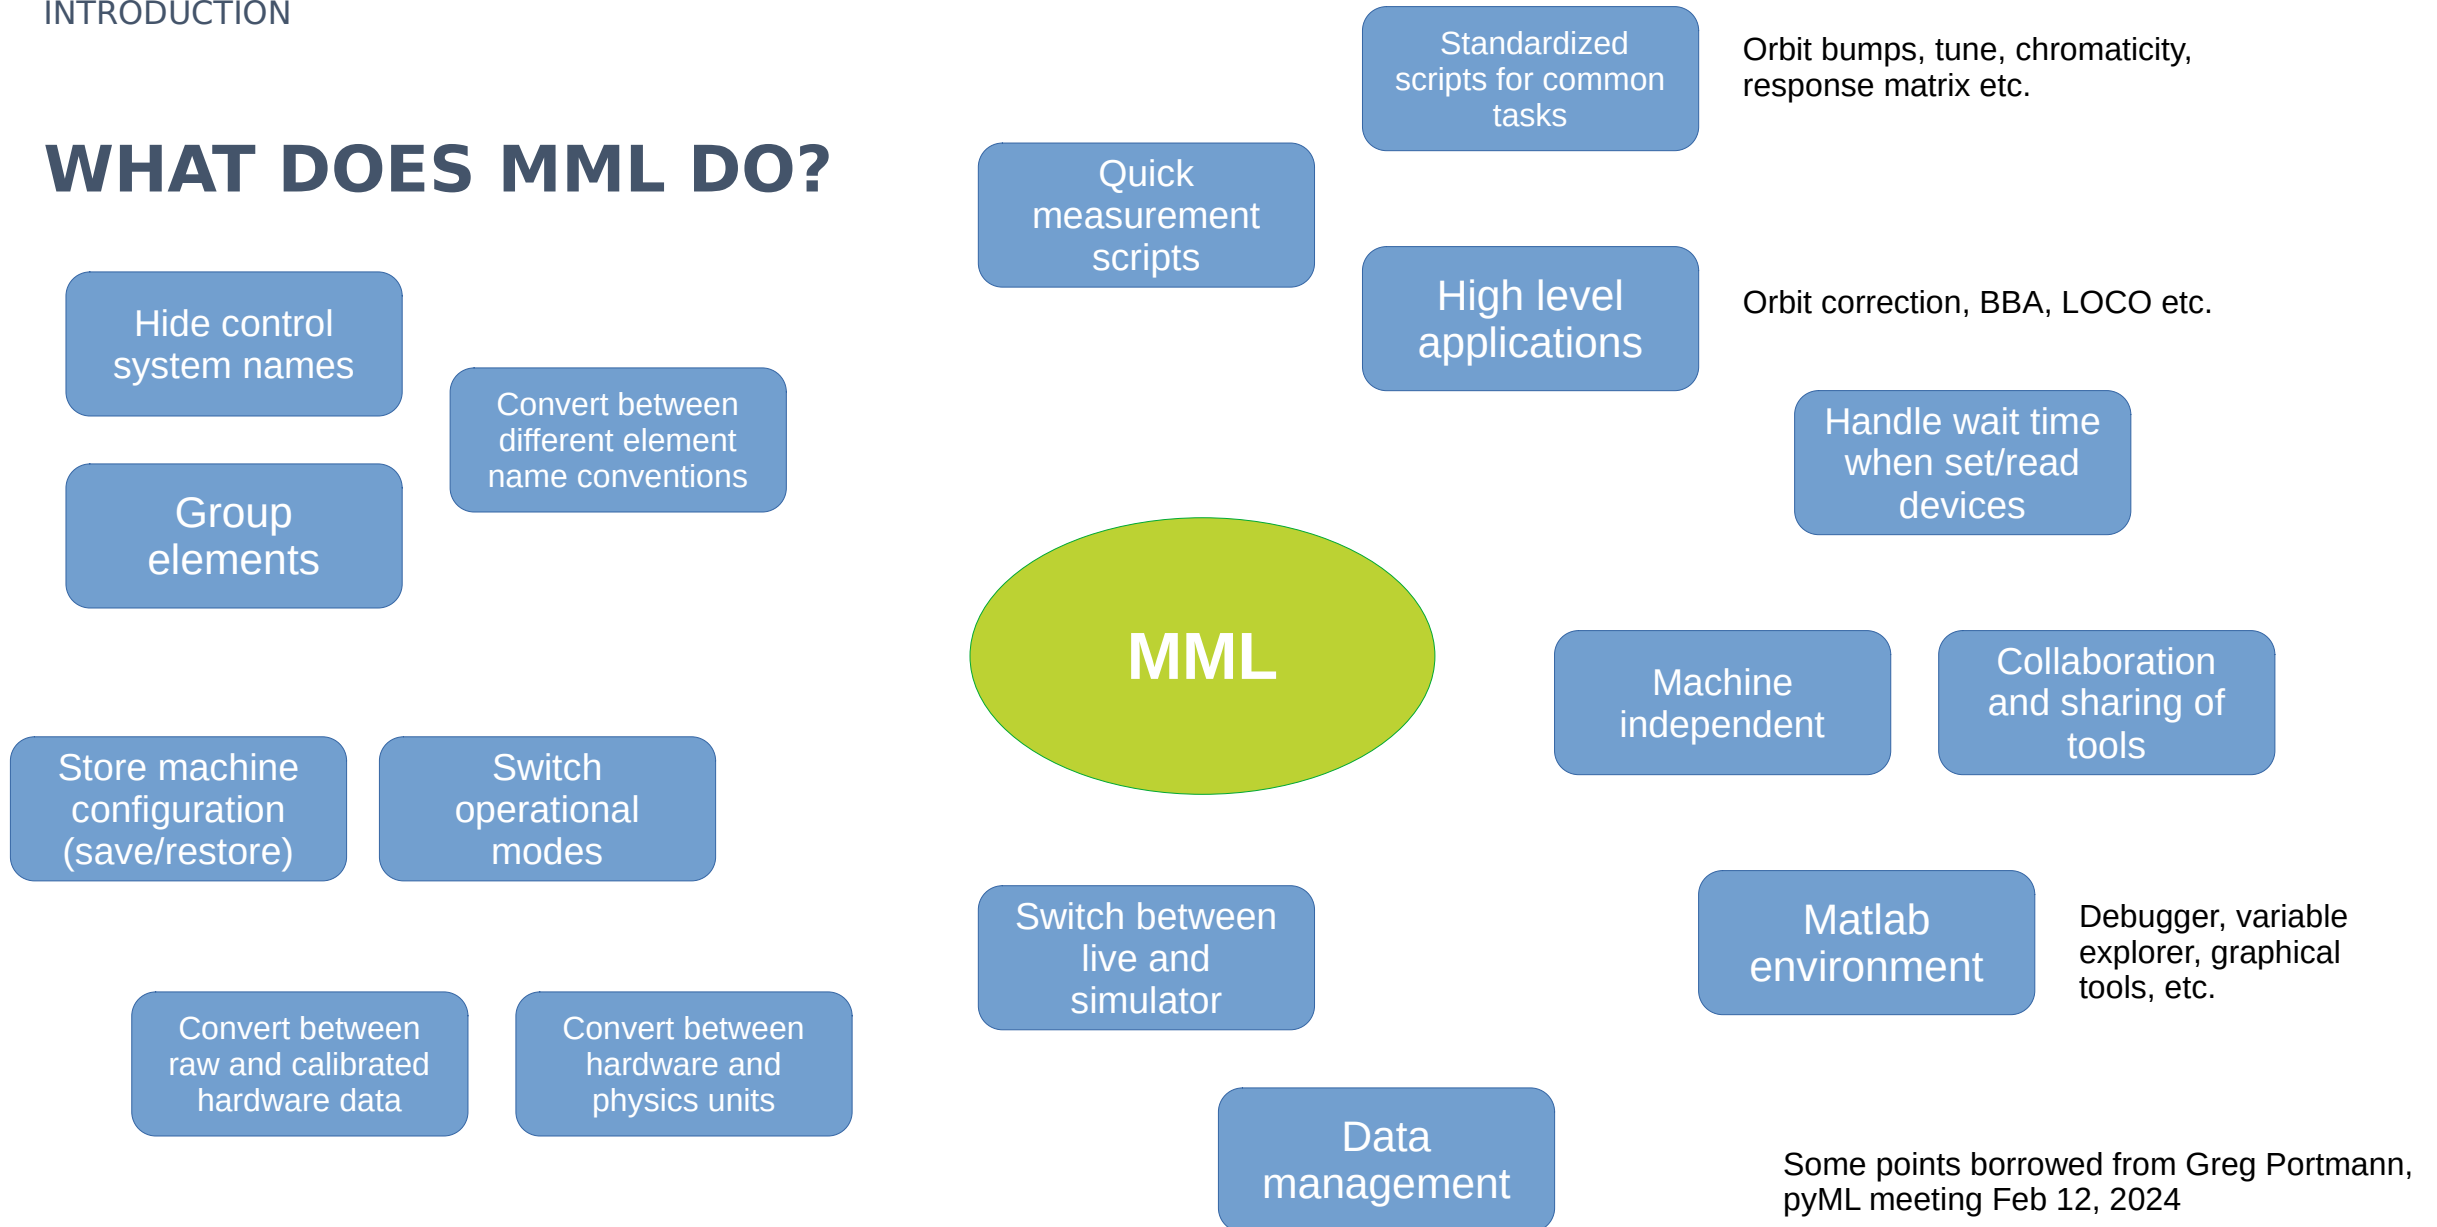 INTRODUCTION
WHAT DOES MML DO?
Hide control
system names
Convert between
different element
name conventions
Group
elements
Store machine
configuration
(save/restore)
Switch
operational
modes
Convert between
raw and calibrated
hardware data
Convert between
hardware and
physics units
Quick
measurement
scripts
Standardized
scripts for common
tasks
Orbit bumps, tune, chromaticity,
response matrix etc.
High level
applications
Orbit correction, BBA, LOCO etc.
Handle wait time
when set/read
devices
MML
Machine
independent
Collaboration
and sharing of
tools
Switch between
live and
simulator
Matlab
environment
Debugger, variable
explorer, graphical
tools, etc.
Data
management
Some points borrowed from Greg Portmann,
pyML meeting Feb 12, 2024